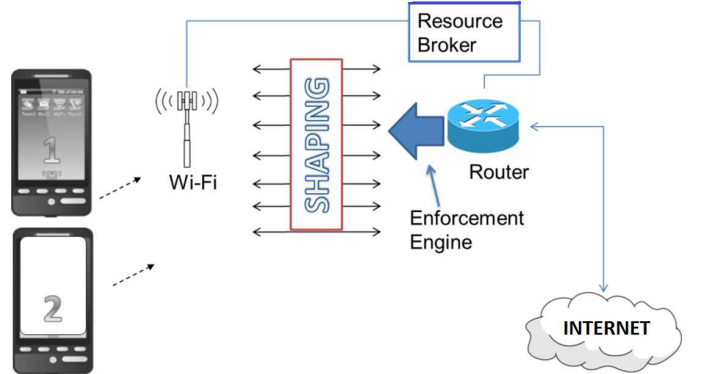 Resource
Broker
1
SHAPING
Wi-Fi
Router
Enforcement
Engine
2
INTERNET